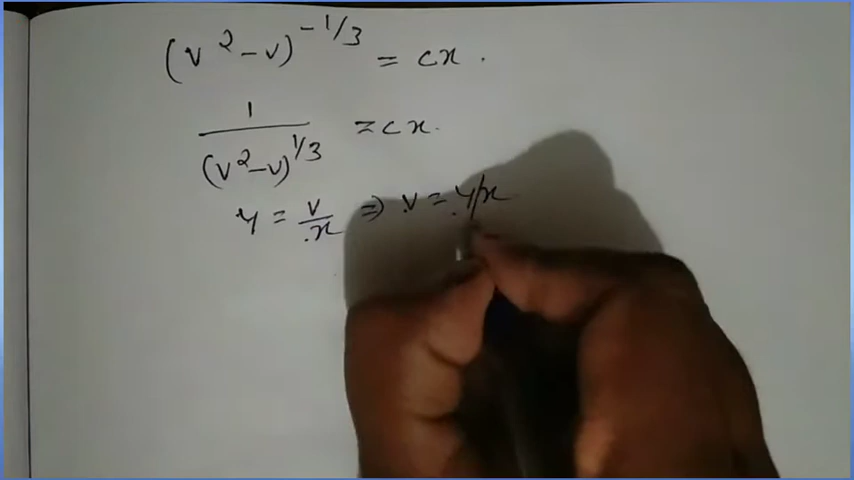 (v² - v)^{-1/3} = cx.
1/(v² - v)^{1/3} = cx.
y = v/x ⇒ v = y/x